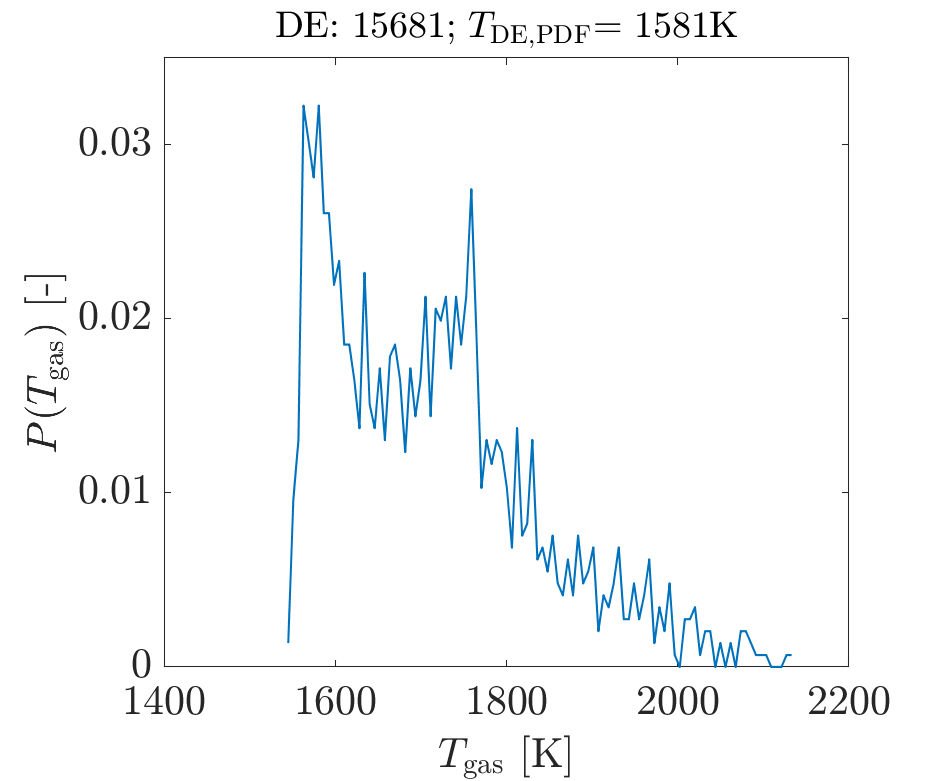 DE: 15681; T_DE,PDF= 1581K
0.03
0.02
0.01
0
P(T_gas) [-]
1400 1600 1800 2000 2200
T_gas [K]